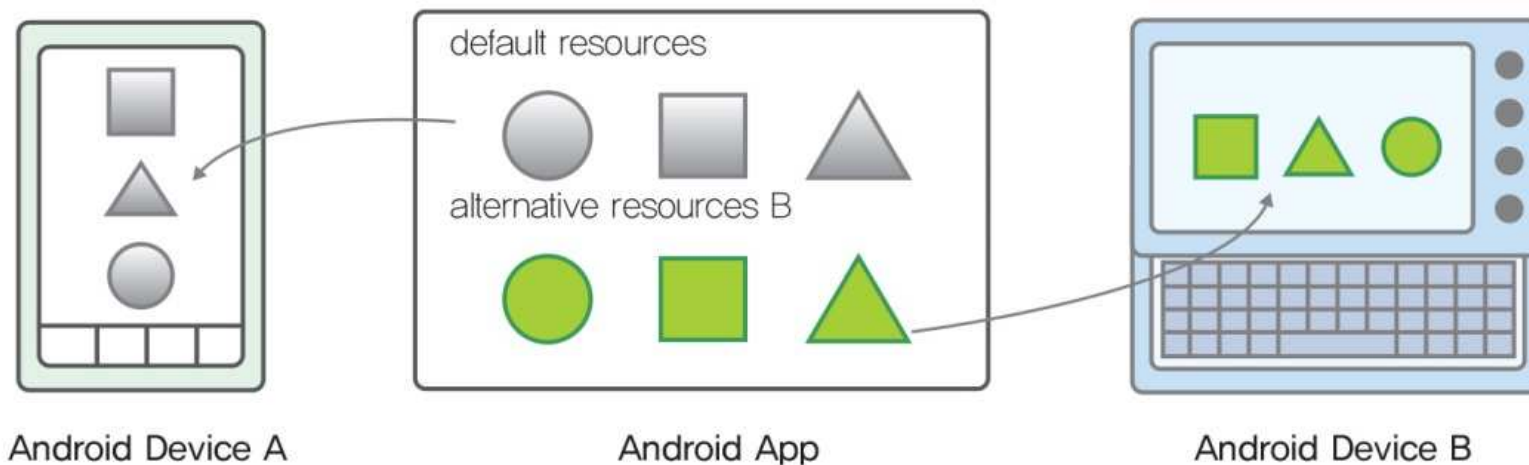 default resources
alternative resources B
Android Device A
Android App
Android Device B